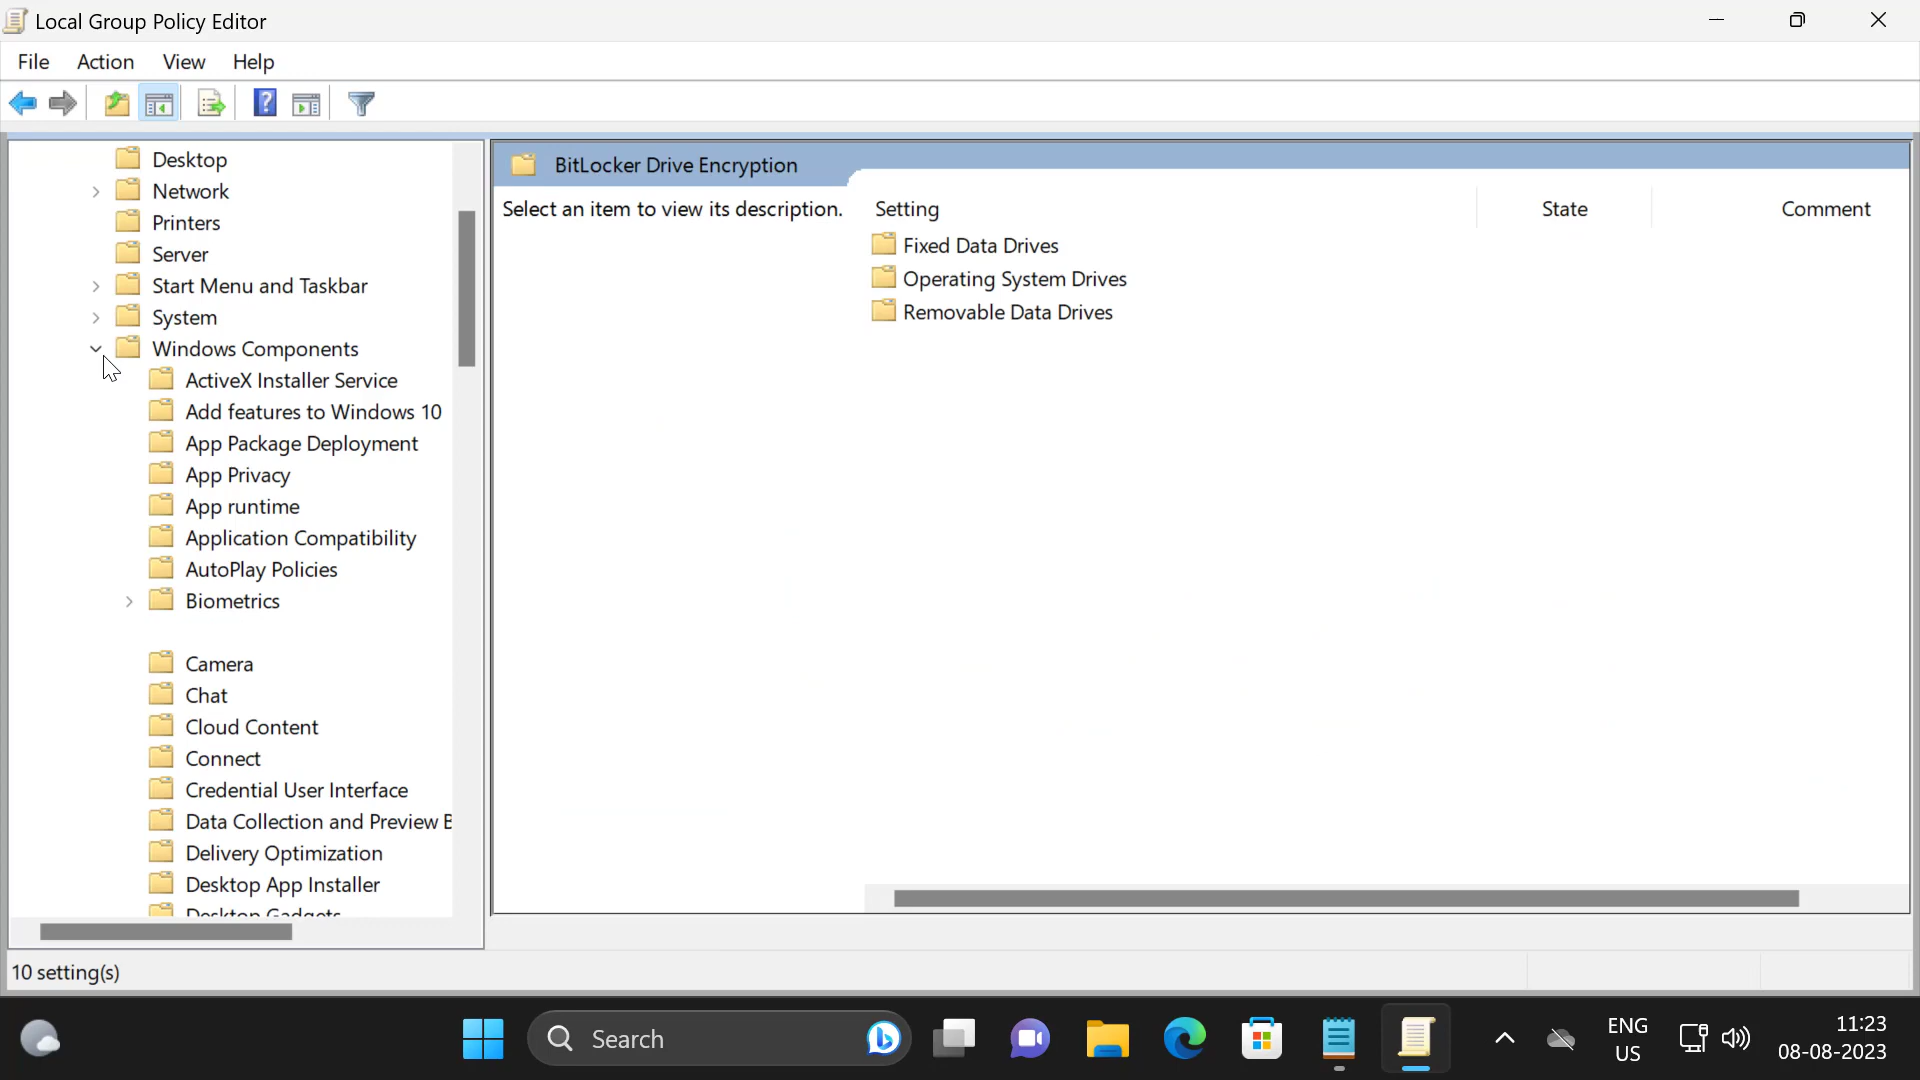 Local Group Policy Editor
File Action View Help
Desktop
Network
Printers
Server
Start Menu and Taskbar
System
Windows Components
ActiveX Installer Service
Add features to Windows 10
App Package Deployment
App Privacy
App runtime
Application Compatibility
AutoPlay Policies
Biometrics
Camera
Chat
Cloud Content
Connect
Credential User Interface
Data Collection and Preview B
Delivery Optimization
Desktop App Installer
Desktop Gadgets
BitLocker Drive Encryption
Select an item to view its description.
Setting State Comment
Fixed Data Drives
Operating System Drives
Removable Data Drives
10 setting(s)
Search
ENG
US
11:23
08-08-2023